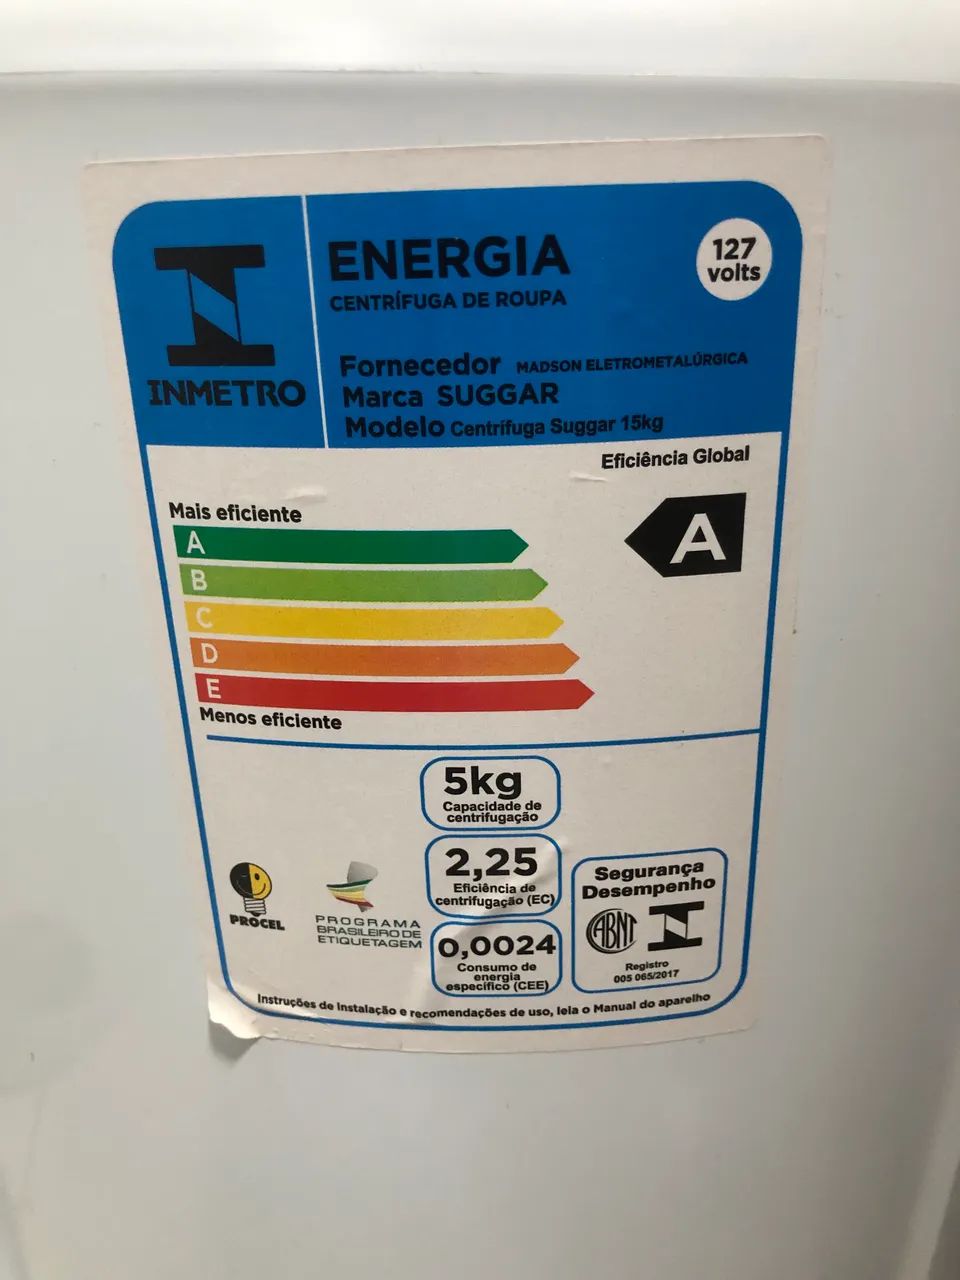 INMETRO
ENERGIA
CENTRÍFUGA DE ROUPA
127
volts
Fornecedor MADSON ELETROMETALÚRGICA
Marca SUGGAR
Modelo Centrífuga Suggar 15kg
Eficiência Global
Mais eficiente
A
A
B
C
D
E
Menos eficiente
5kg
Capacidade de
centrifugação
2,25
Eficiência de
centrifugação (EC)
0,0024
Consumo de
energia
específico (CEE)
PROCEL
PROGRAMA
BRASILEIRO DE
ETIQUETAGEM
Segurança
Desempenho
ABNT
Registro
005 065/2017
Instruções de instalação e recomendações de uso, leia o Manual do aparelho